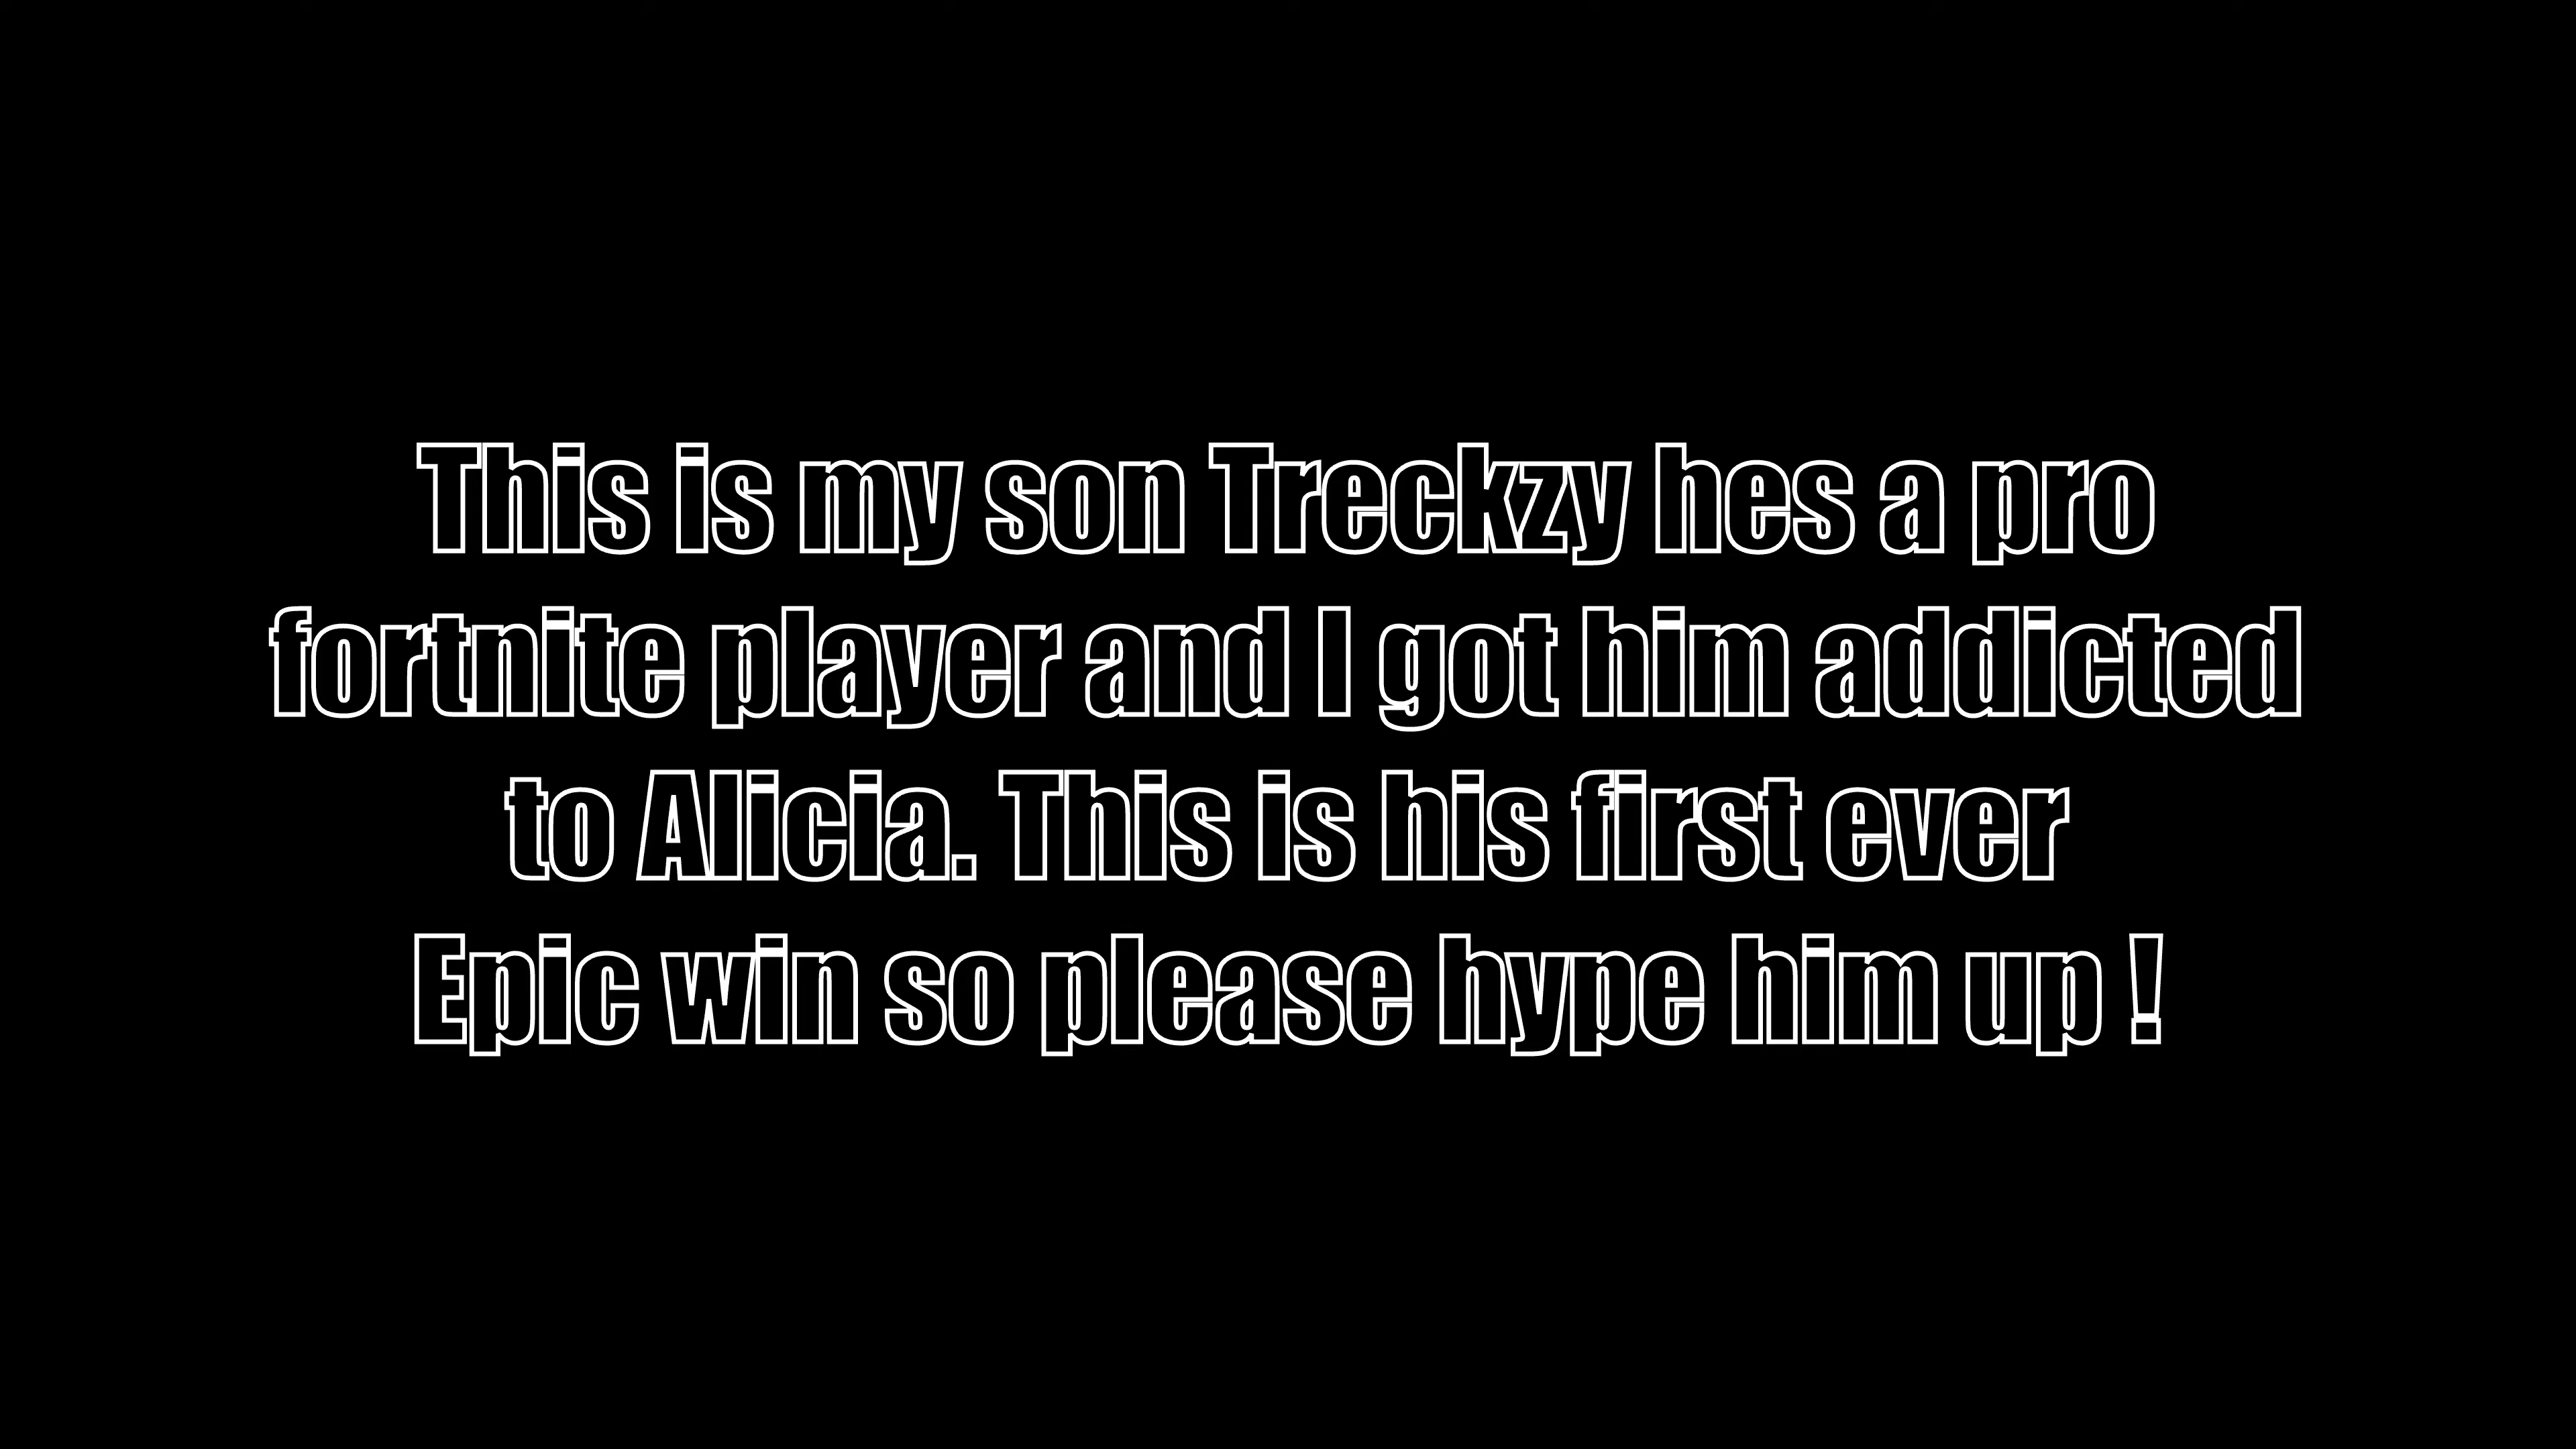 This is my son Treckzy hes a pro
fortnite player and I got him addicted
to Alicia. This is his first ever
Epic win so please hype him up !